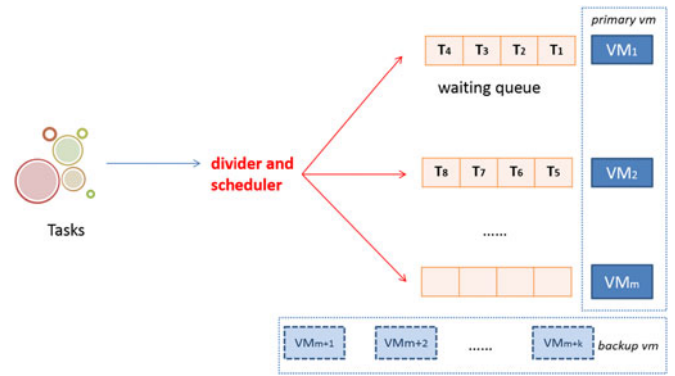 primary vm
T4 T3 T2 T1 VM1
waiting queue
divider and
scheduler
T8 T7 T6 T5 VM2
Tasks
......
VMm
VMm+1 VMm+2 ...... VMm+k backup vm